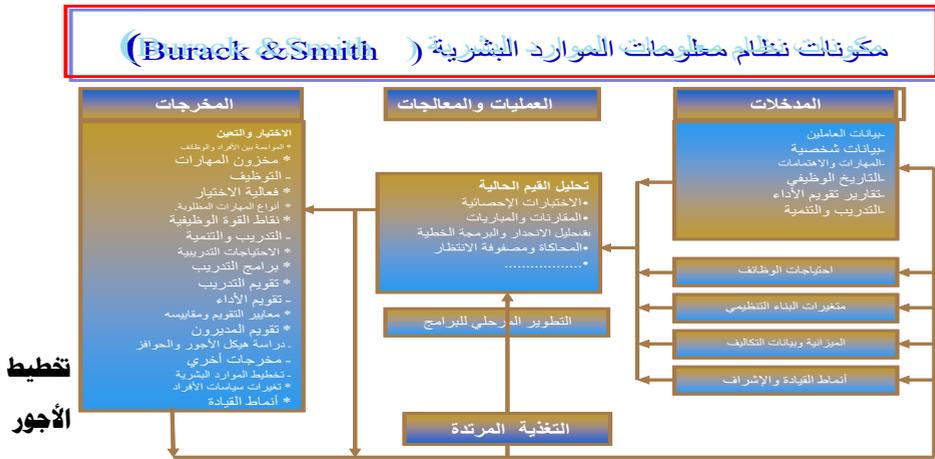 مكونات نظام معلومات الموارد البشرية ( Burack &Smith)
المدخلات
-بيانات العاملين
-بيانات شخصية
-المهارات والاهتمامات
-التاريخ الوظيفي
-تقارير تقويم الأداء
-التدريب والتنمية
احتياجات الوظائف
متغيرات البناء التنظيمي
الميزانية وبيانات التكاليف
أنماط القيادة والإشراف
العمليات والمعالجات
تحليل القيم الحالية
•الاختبارات الإحصائية
•المقارنات والمباريات
•تحليل الانحدار والبرمجة الخطية
•المحاكاة ومصفوفة الانتظار
•..................
التطوير المرحلي للبرامج
التغذية المرتدة
المخرجات
الاختيار والتعين
* المواءمة بين الأفراد والوظائف
* مخزون المهارات
- التوظيف
* فعالية الاختيار
* أنواع المهارات المطلوبة.
* نقاط القوة الوظيفية
- التدريب والتنمية
* الاحتياجات التدريبية
* برامج التدريب
* تقويم التدريب
- تقويم الأداء
* معايير التقويم ومقاييسه
* تقويم المديرون
- دراسة هيكل الأجور والحوافز
- مخرجات أخري
- تخطيط الموارد البشرية
* تغيرات سياسات الأفراد
* أنماط القيادة
تخطيط
الأجور